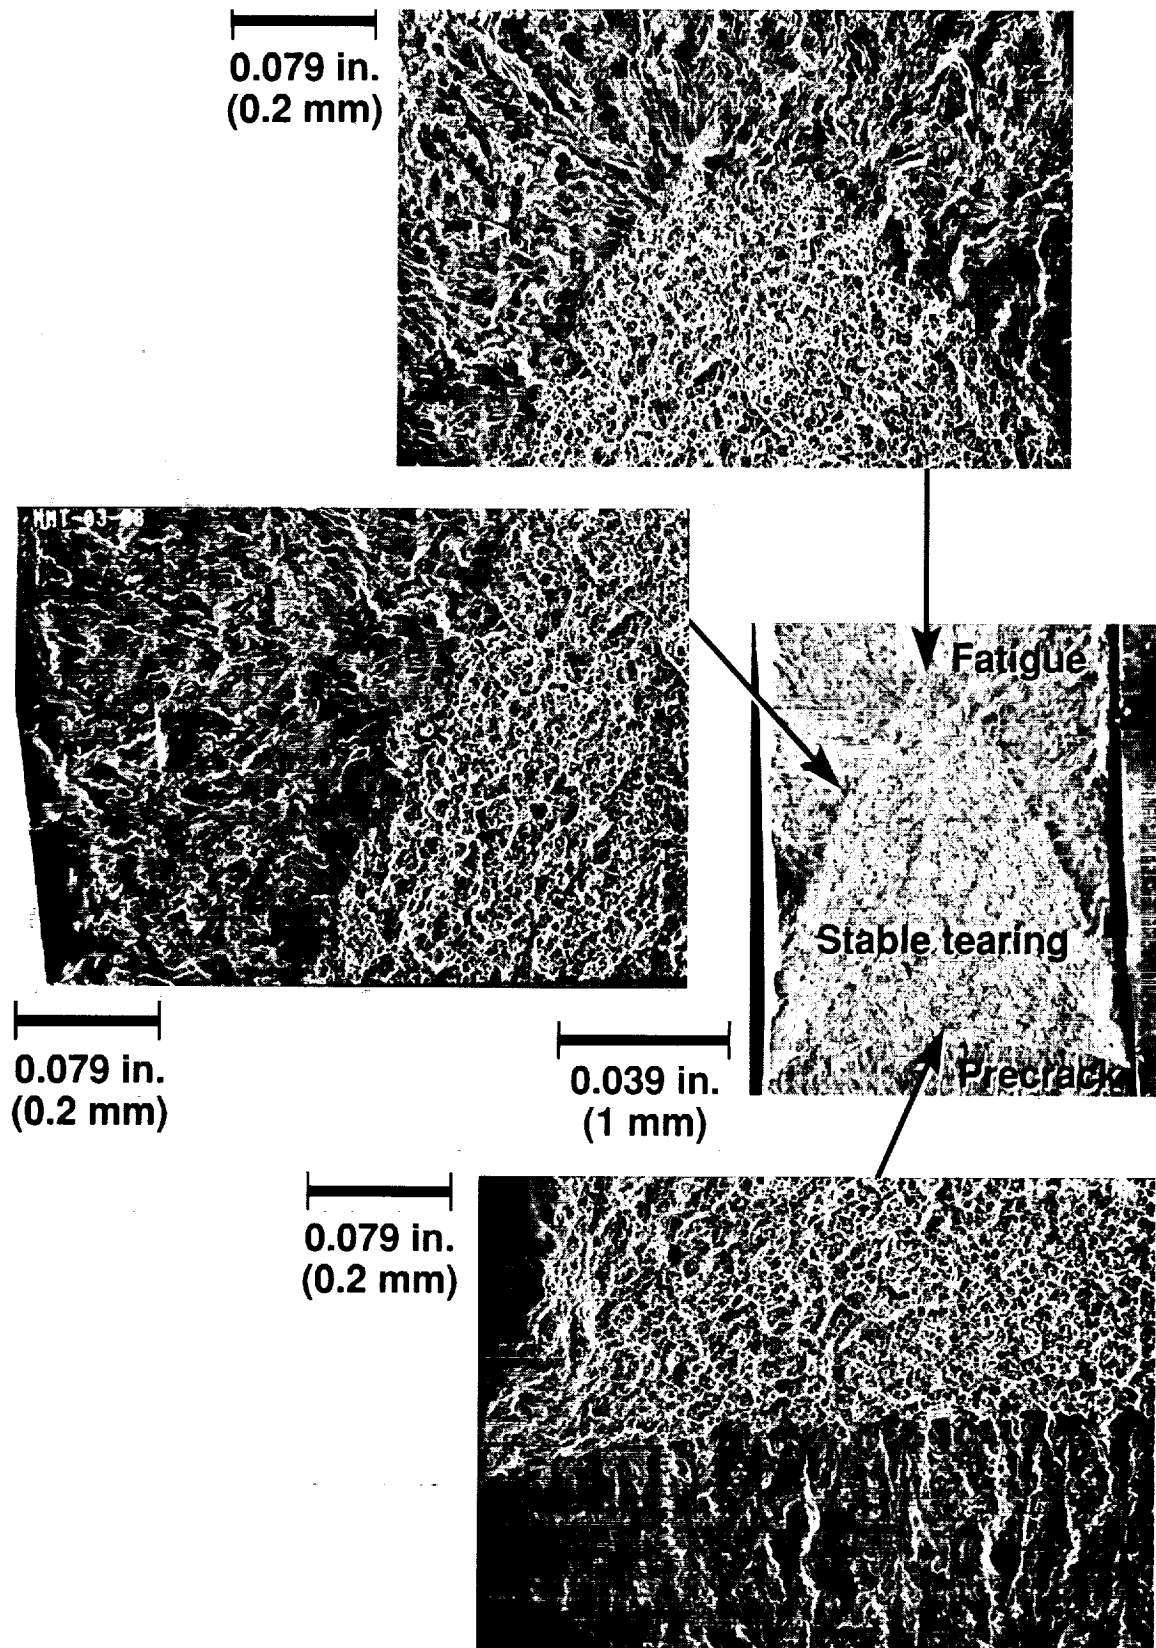 0.079 in.
(0.2 mm)
Fatigue
Stable tearing
0.079 in.
(0.2 mm)
0.039 in.
(1 mm)
Precrack
0.079 in.
(0.2 mm)